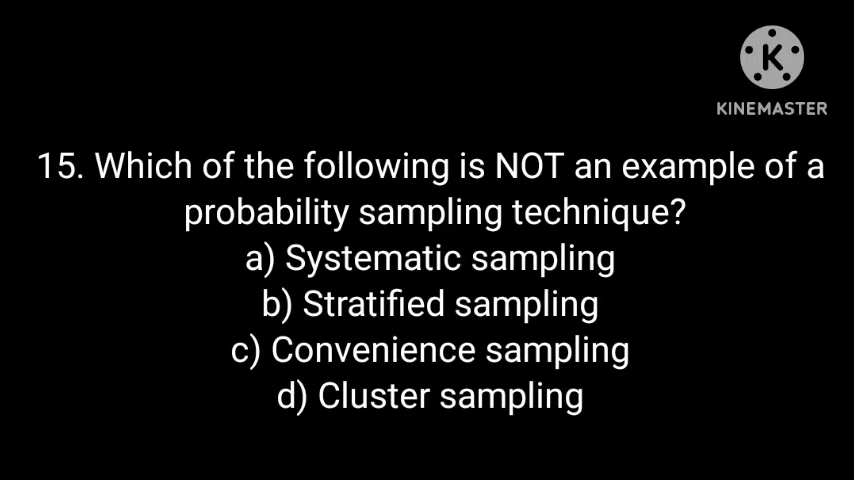 K
KINEMASTER
15. Which of the following is NOT an example of a
probability sampling technique?
a) Systematic sampling
b) Stratified sampling
c) Convenience sampling
d) Cluster sampling